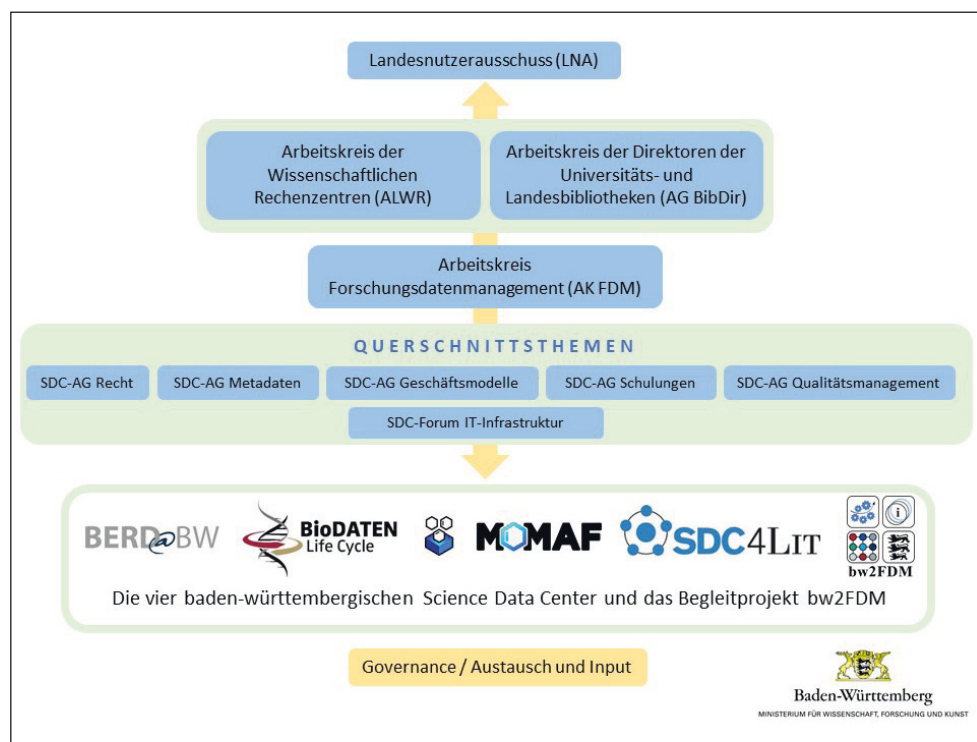 Landesnutzerausschuss (LNA)
Arbeitskreis der
Wissenschaftlichen
Rechenzentren (ALWR)
Arbeitskreis der Direktoren der
Universitäts- und
Landesbibliotheken (AG BibDir)
Arbeitskreis
Forschungsdatenmanagement (AK FDM)
QUERSCHNITTSTHEMEN
SDC-AG Recht
SDC-AG Metadaten
SDC-AG Geschäftsmodelle
SDC-AG Schulungen
SDC-AG Qualitätsmanagement
SDC-Forum IT-Infrastruktur
BERD@BW
BioDATEN
Life Cycle
MOMAF
SDC4LIT
i
bw2FDM
Die vier baden-württembergischen Science Data Center und das Begleitprojekt bw2FDM
Governance / Austausch und Input
Baden-Württemberg
MINISTERIUM FÜR WISSENSCHAFT, FORSCHUNG UND KUNST